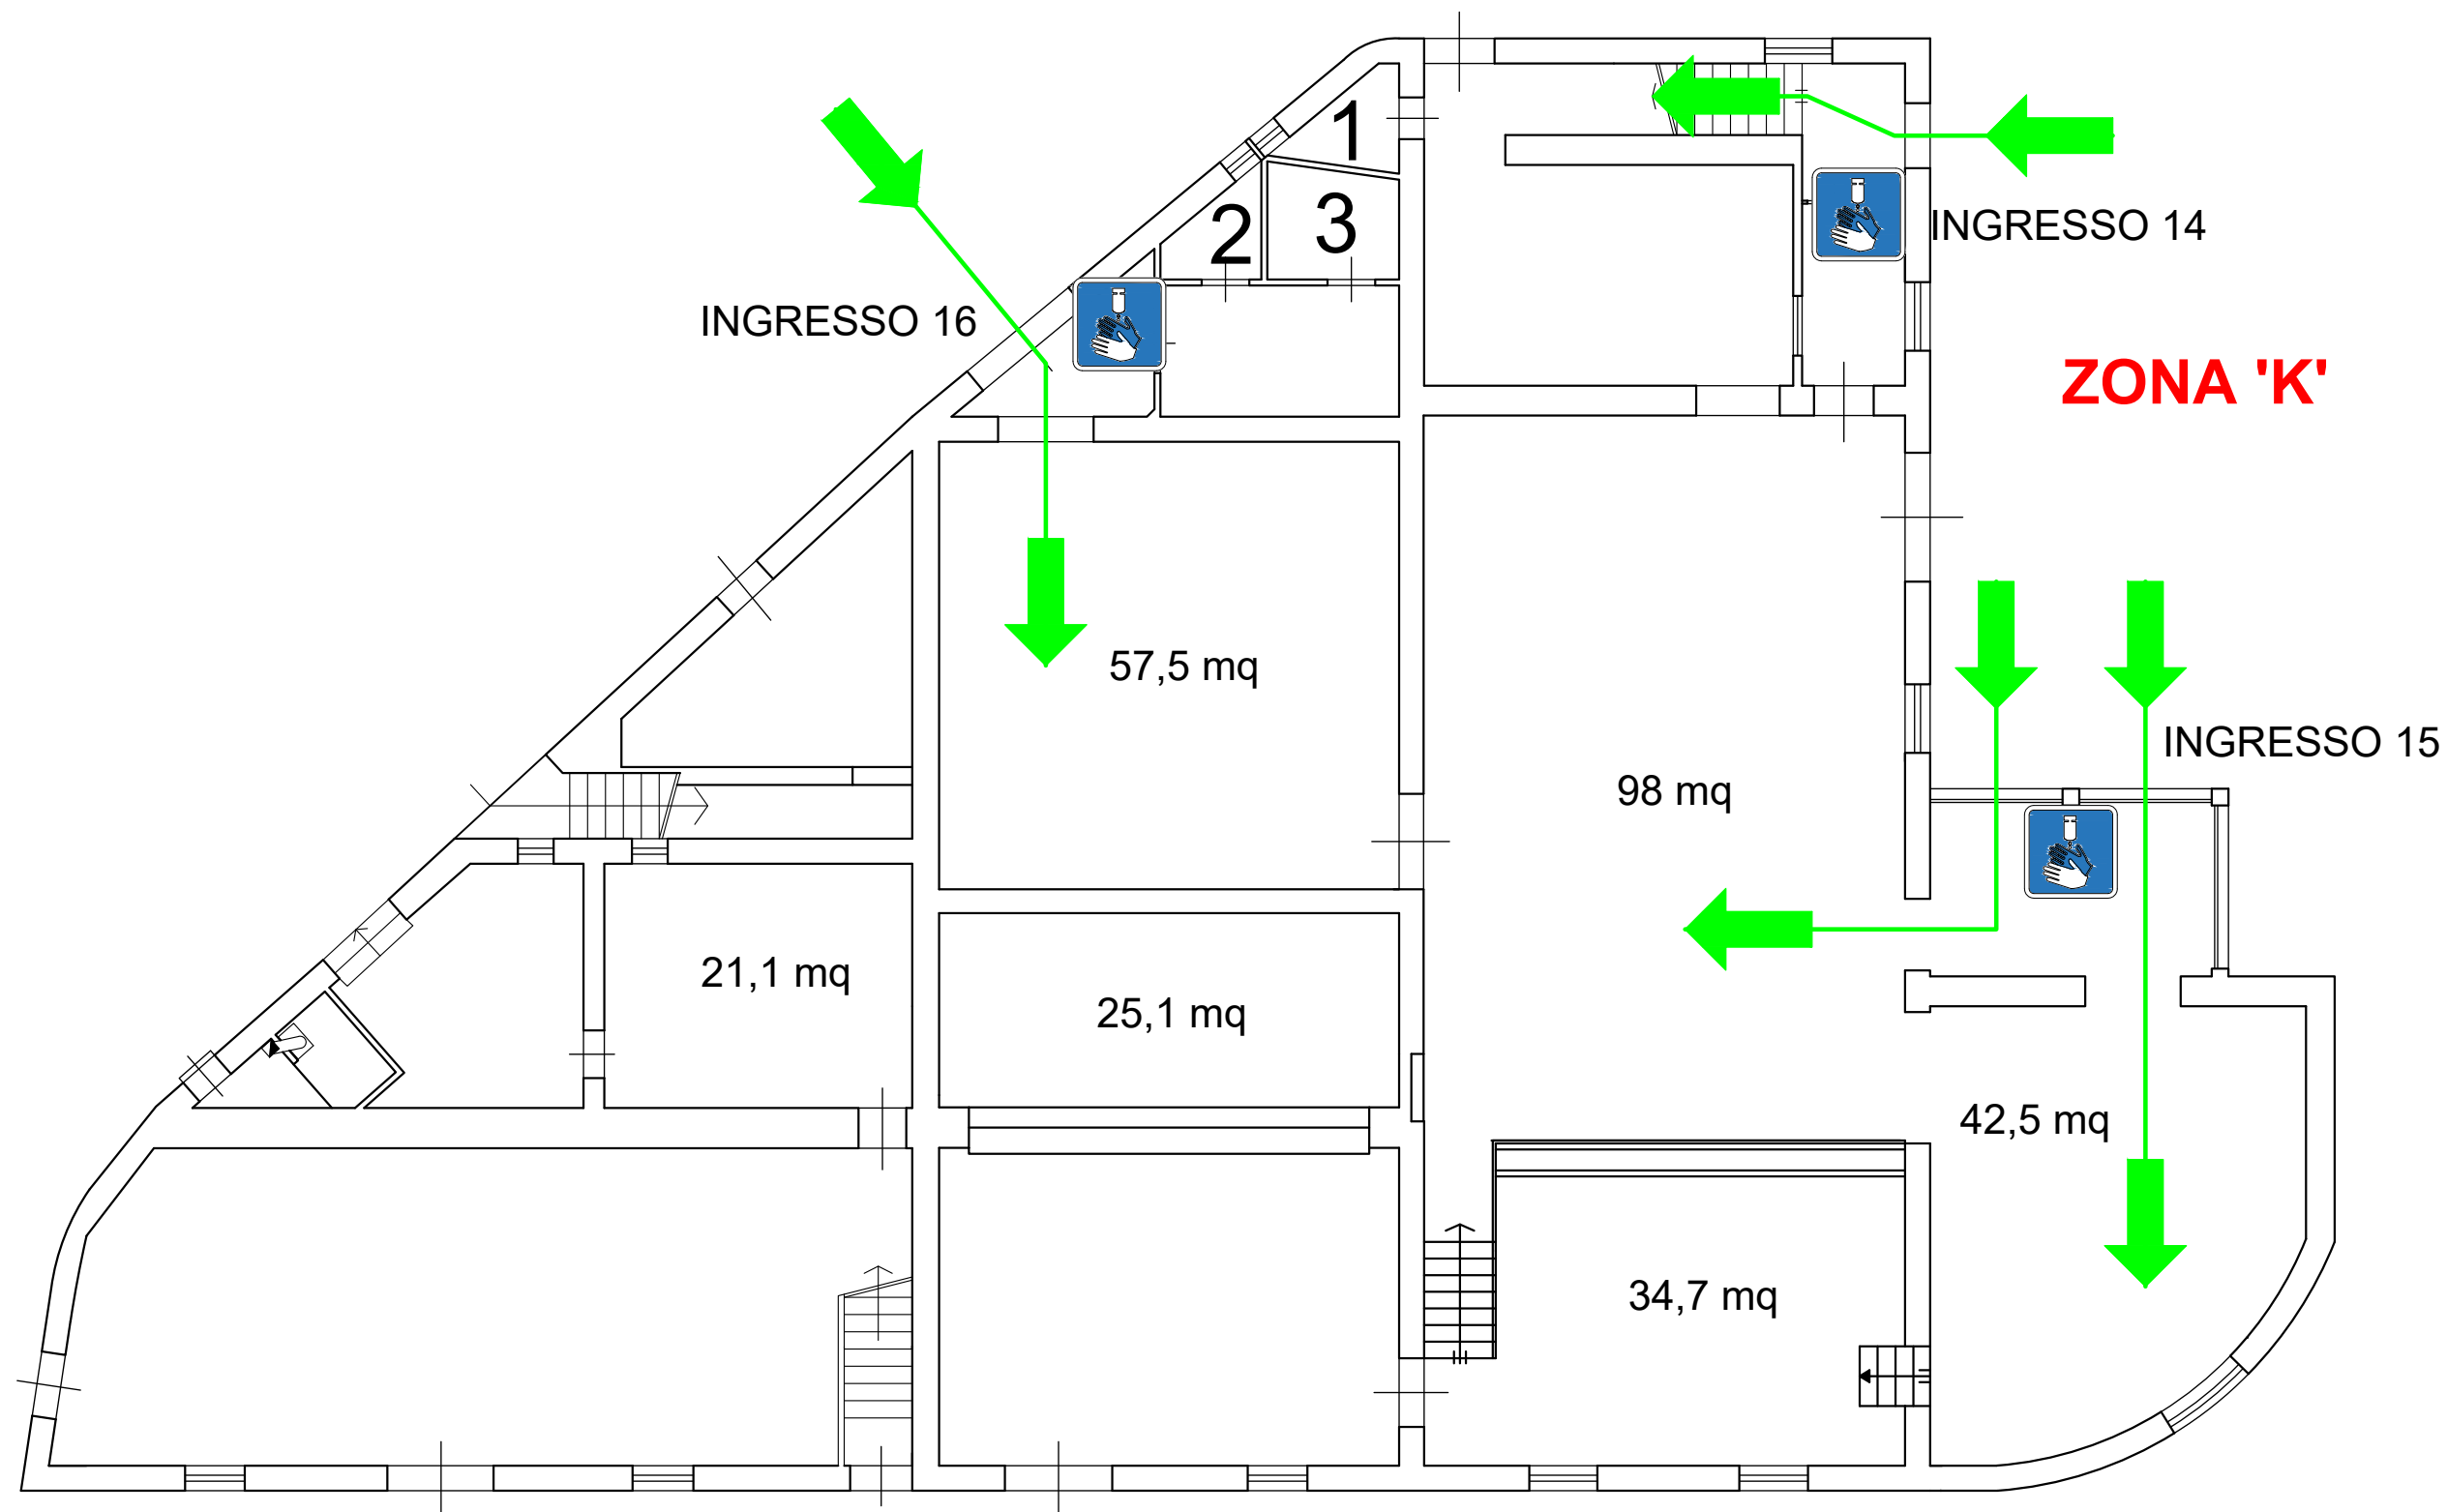 1
2
3
INGRESSO 14
INGRESSO 16
ZONA 'K'
57,5 mq
INGRESSO 15
98 mq
21,1 mq
25,1 mq
42,5 mq
34,7 mq